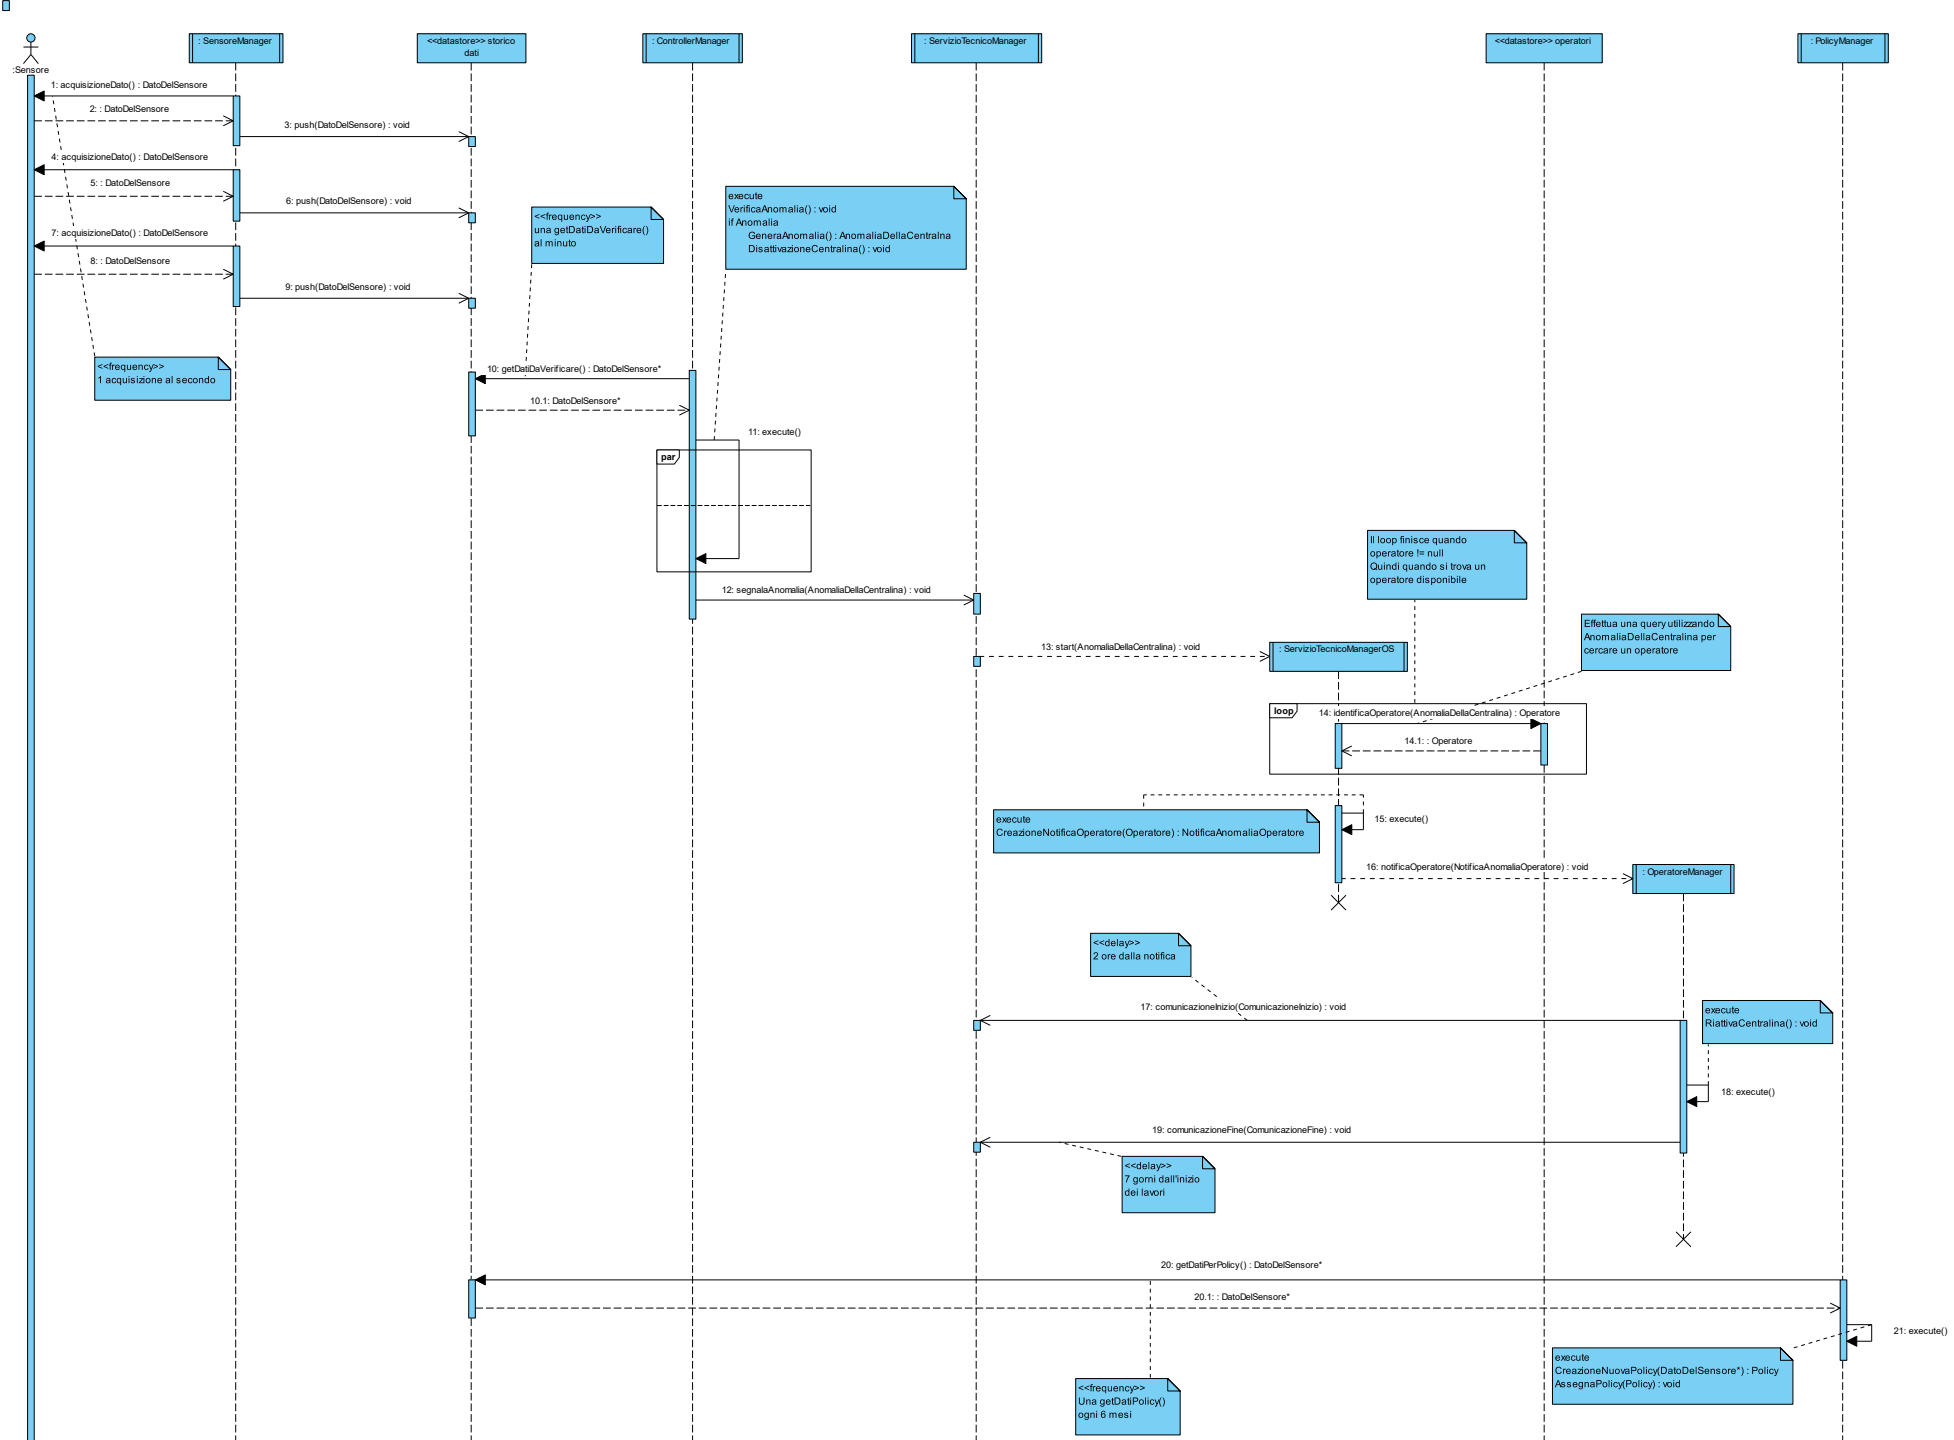 : SensoreManager
<<datastore>> storico
dati
: ControllerManager
: ServizioTecnicoManager
<<datastore>> operatori
: PolicyManager
:Sensore
1: acquisizioneDato() : DatoDelSensore
2: : DatoDelSensore
3: push(DatoDelSensore) : void
4: acquisizioneDato() : DatoDelSensore
5: : DatoDelSensore
6: push(DatoDelSensore) : void
7: acquisizioneDato() : DatoDelSensore
8: : DatoDelSensore
9: push(DatoDelSensore) : void
<<frequency>>
una getDatiDaVerificare()
al minuto
execute
VerificaAnomalia() : void
if Anomalia
GeneraAnomalia() : AnomaliaDellaCentralna
DisattivazioneCentralina() : void
<<frequency>>
1 acquisizione al secondo
10: getDatiDaVerificare() : DatoDelSensore*
10.1: DatoDelSensore*
11: execute()
par
12: segnalaAnomalia(AnomaliaDellaCentralina) : void
Il loop finisce quando
operatore != null
Quindi quando si trova un
operatore disponibile
Effettua una query utilizzando
AnomaliaDellaCentralina per
cercare un operatore
13: start(AnomaliaDellaCentralina) : void
: ServizioTecnicoManagerOS
loop
14: identificaOperatore(AnomaliaDellaCentralina) : Operatore
14.1: : Operatore
execute
CreazioneNotificaOperatore(Operatore) : NotificaAnomaliaOperatore
15: execute()
16: notificaOperatore(NotificaAnomaliaOperatore) : void
: OperatoreManager
<<delay>>
2 ore dalla notifica
17: comunicazioneInizio(ComunicazioneInizio) : void
execute
RiattivaCentralina() : void
18: execute()
19: comunicazioneFine(ComunicazioneFine) : void
<<delay>>
7 gorni dall'inizio
dei lavori
20: getDatiPerPolicy() : DatoDelSensore*
20.1: : DatoDelSensore*
21: execute()
execute
CreazioneNuovaPolicy(DatoDelSensore*) : Policy
AssegnaPolicy(Policy) : void
<<frequency>>
Una getDatiPolicy()
ogni 6 mesi